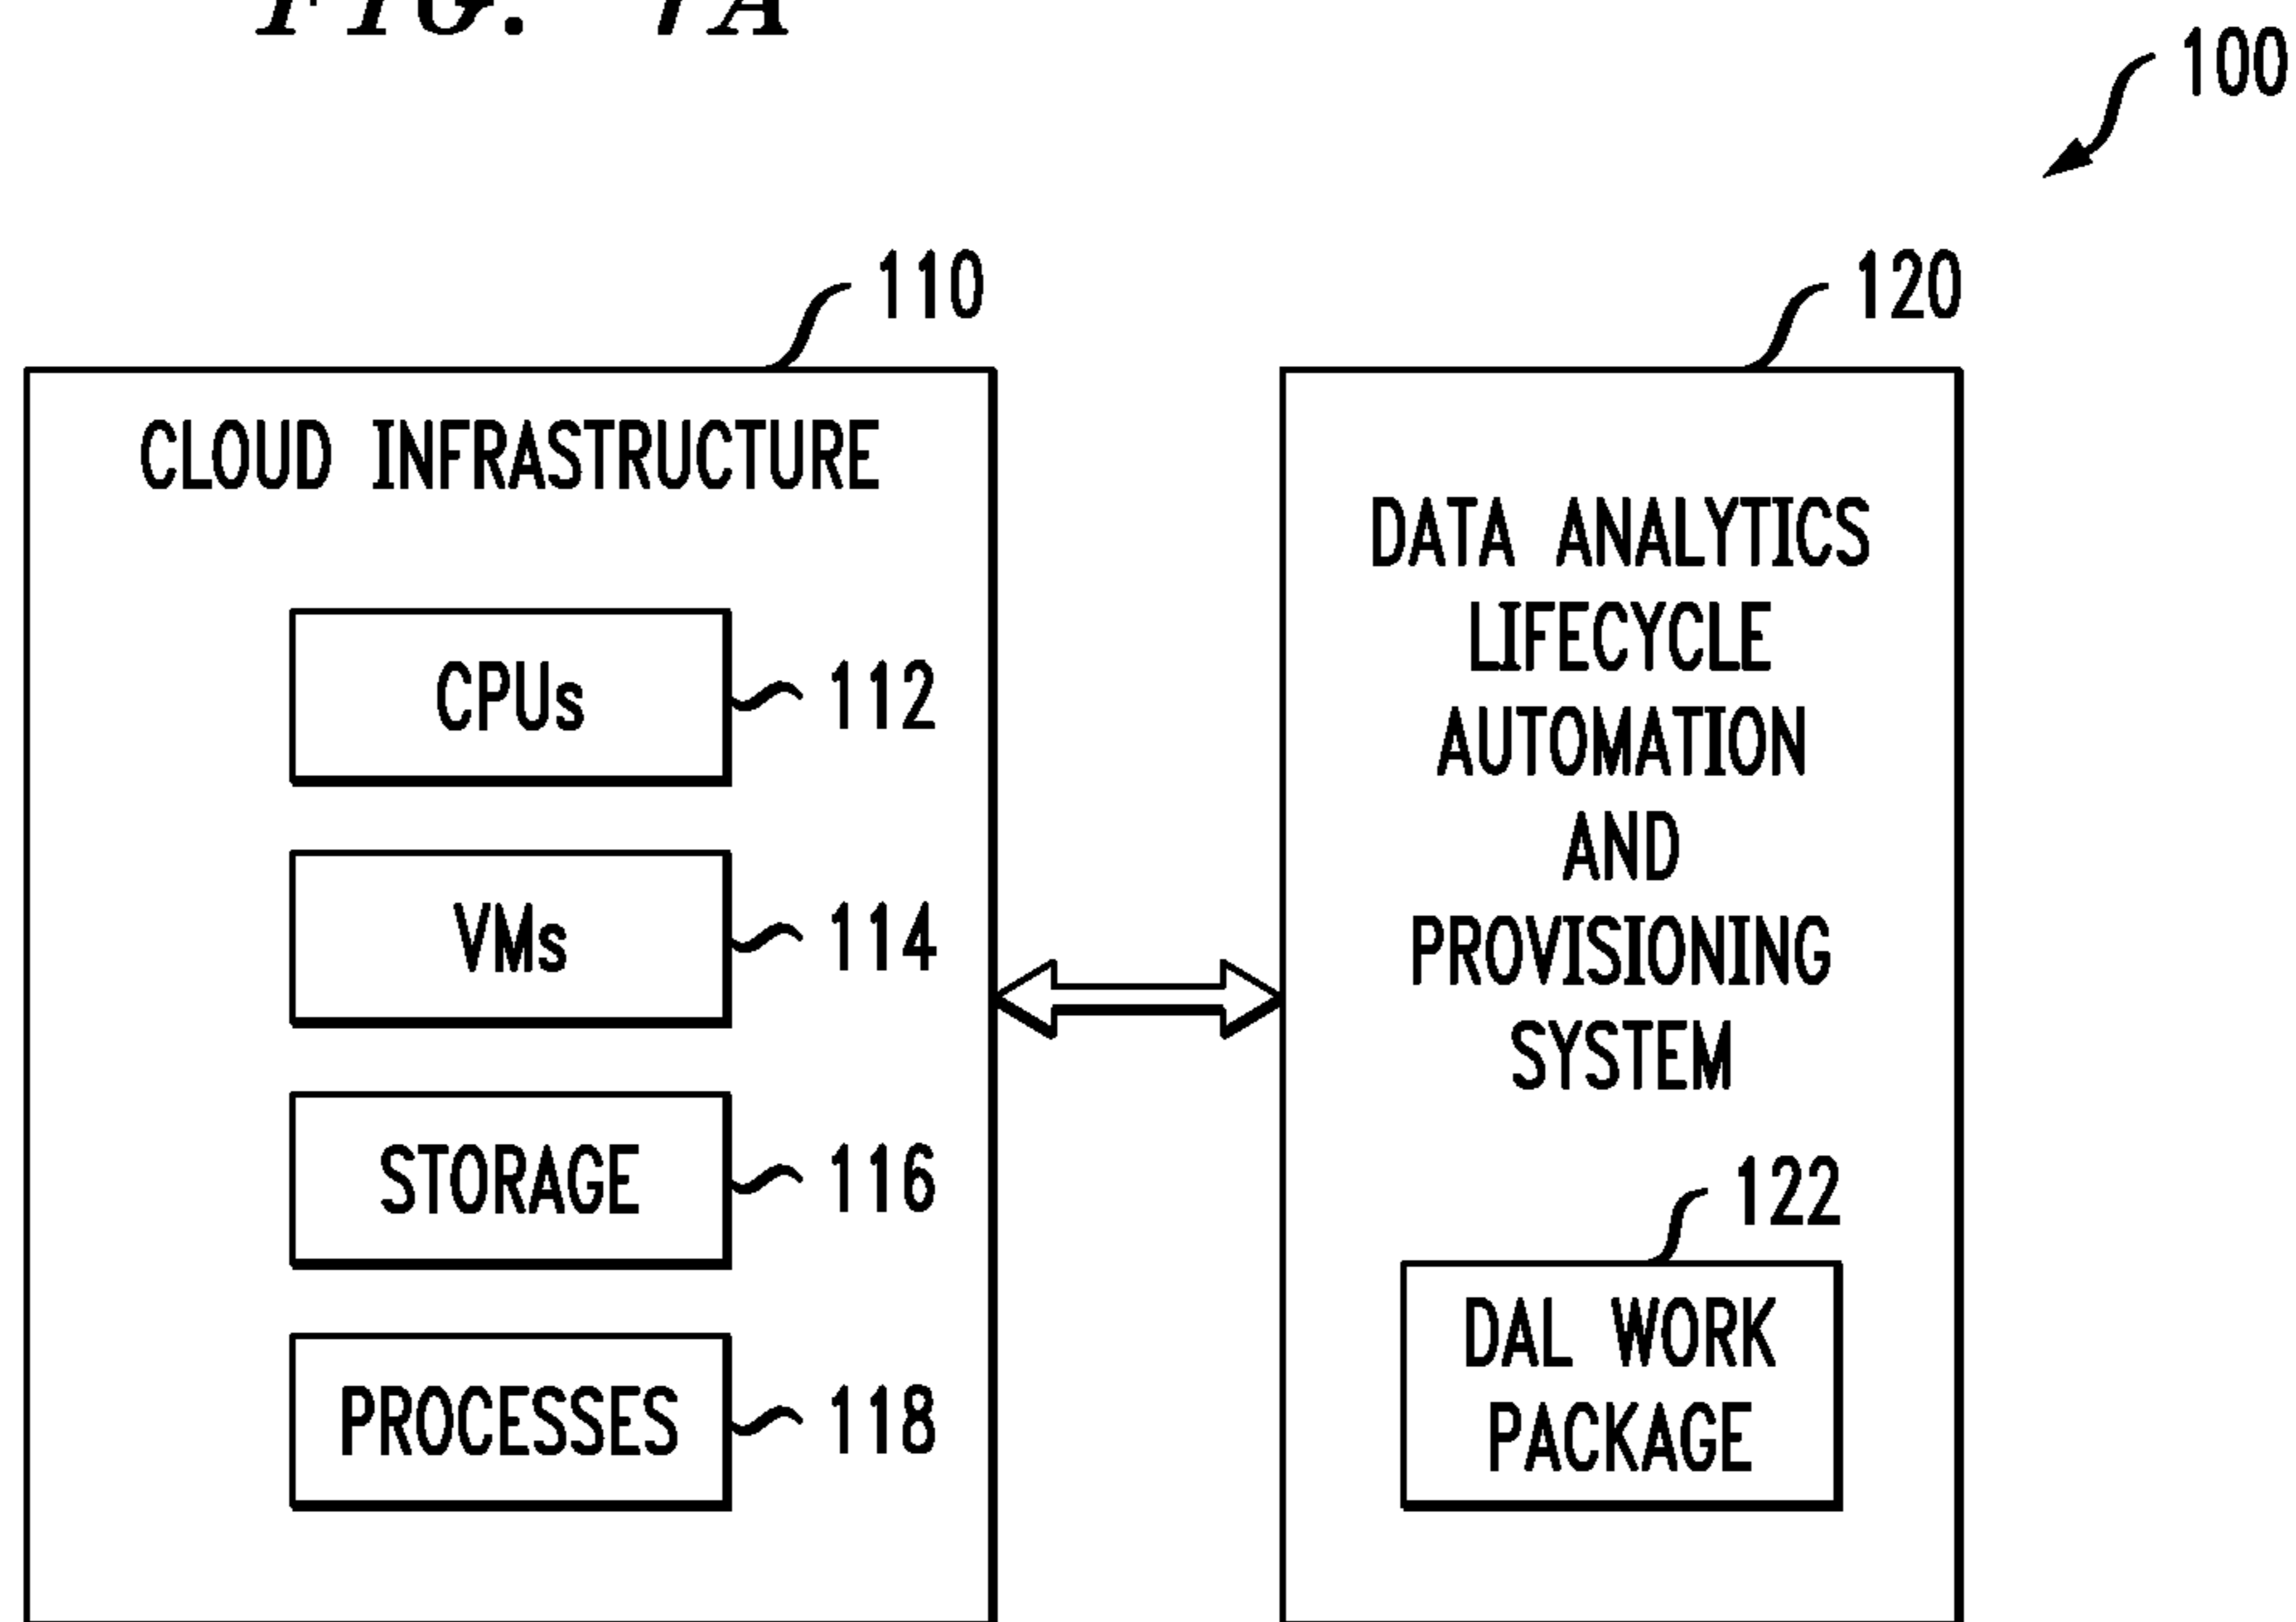 FIG. 1A
100
110
120
CLOUD INFRASTRUCTURE
CPUs
112
VMs
114
STORAGE
116
PROCESSES
118
DATA ANALYTICS
LIFECYCLE
AUTOMATION
AND
PROVISIONING
SYSTEM
122
DAL WORK
PACKAGE